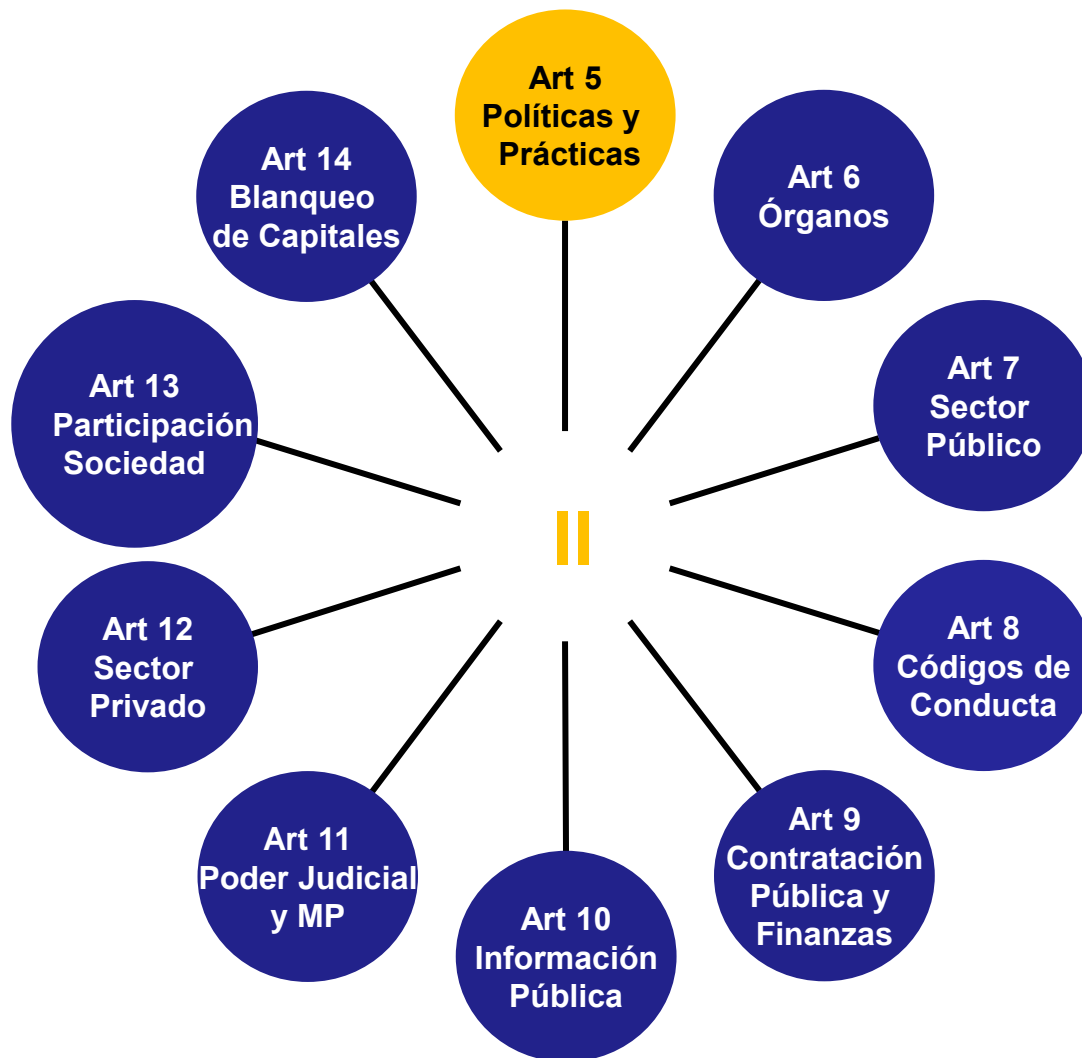 Art 5
Políticas y
Prácticas
Art 6
Órganos
Art 7
Sector
Público
Art 8
Códigos de
Conducta
Art 9
Contratación
Pública y
Finanzas
Art 10
Información
Pública
Art 11
Poder Judicial
y MP
Art 12
Sector
Privado
Art 13
Participación
Sociedad
Art 14
Blanqueo
de Capitales
II